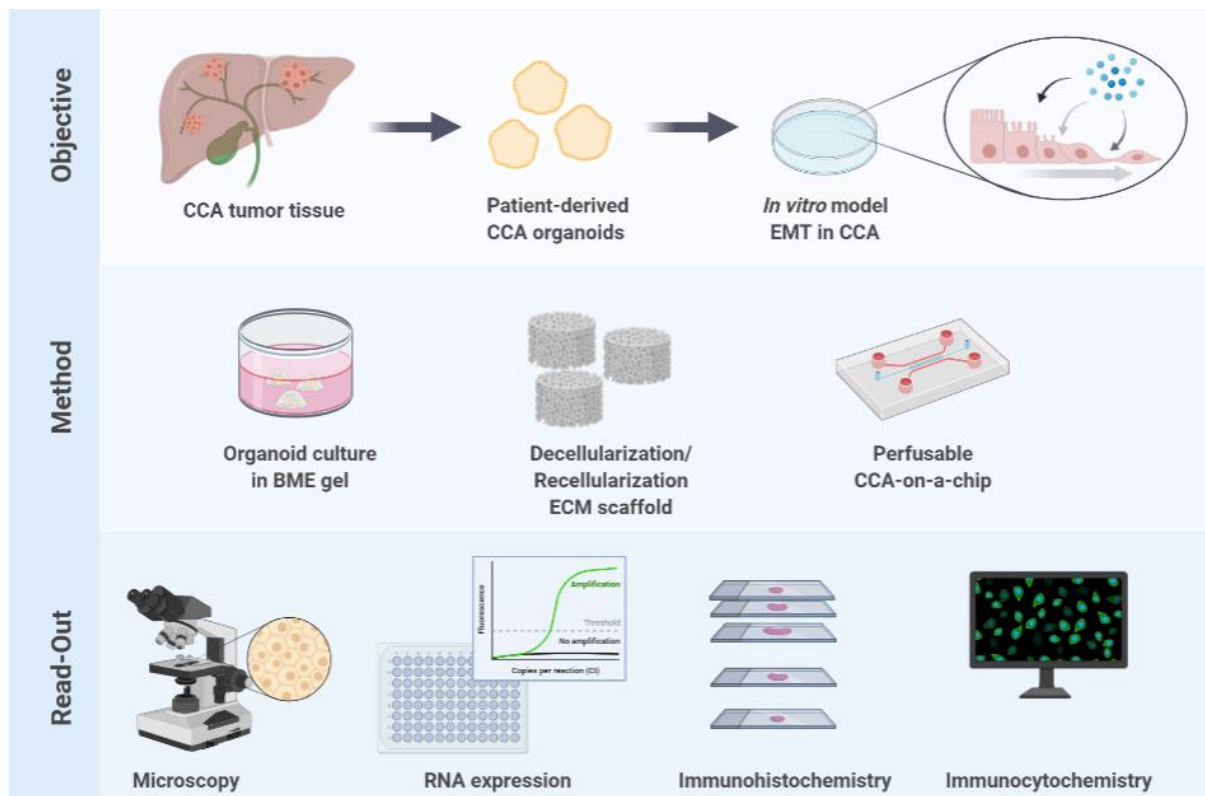 Objective
CCA tumor tissue
Patient-derived
CCA organoids
In vitro model
EMT in CCA
Method
Organoid culture
in BME gel
Decellularization/
Recellularization
ECM scaffold
Perfusable
CCA-on-a-chip
Read-Out
Fluorescence
Amplification
Threshold
No amplification
Copies per reaction (Ct)
Microscopy
RNA expression
Immunohistochemistry
Immunocytochemistry